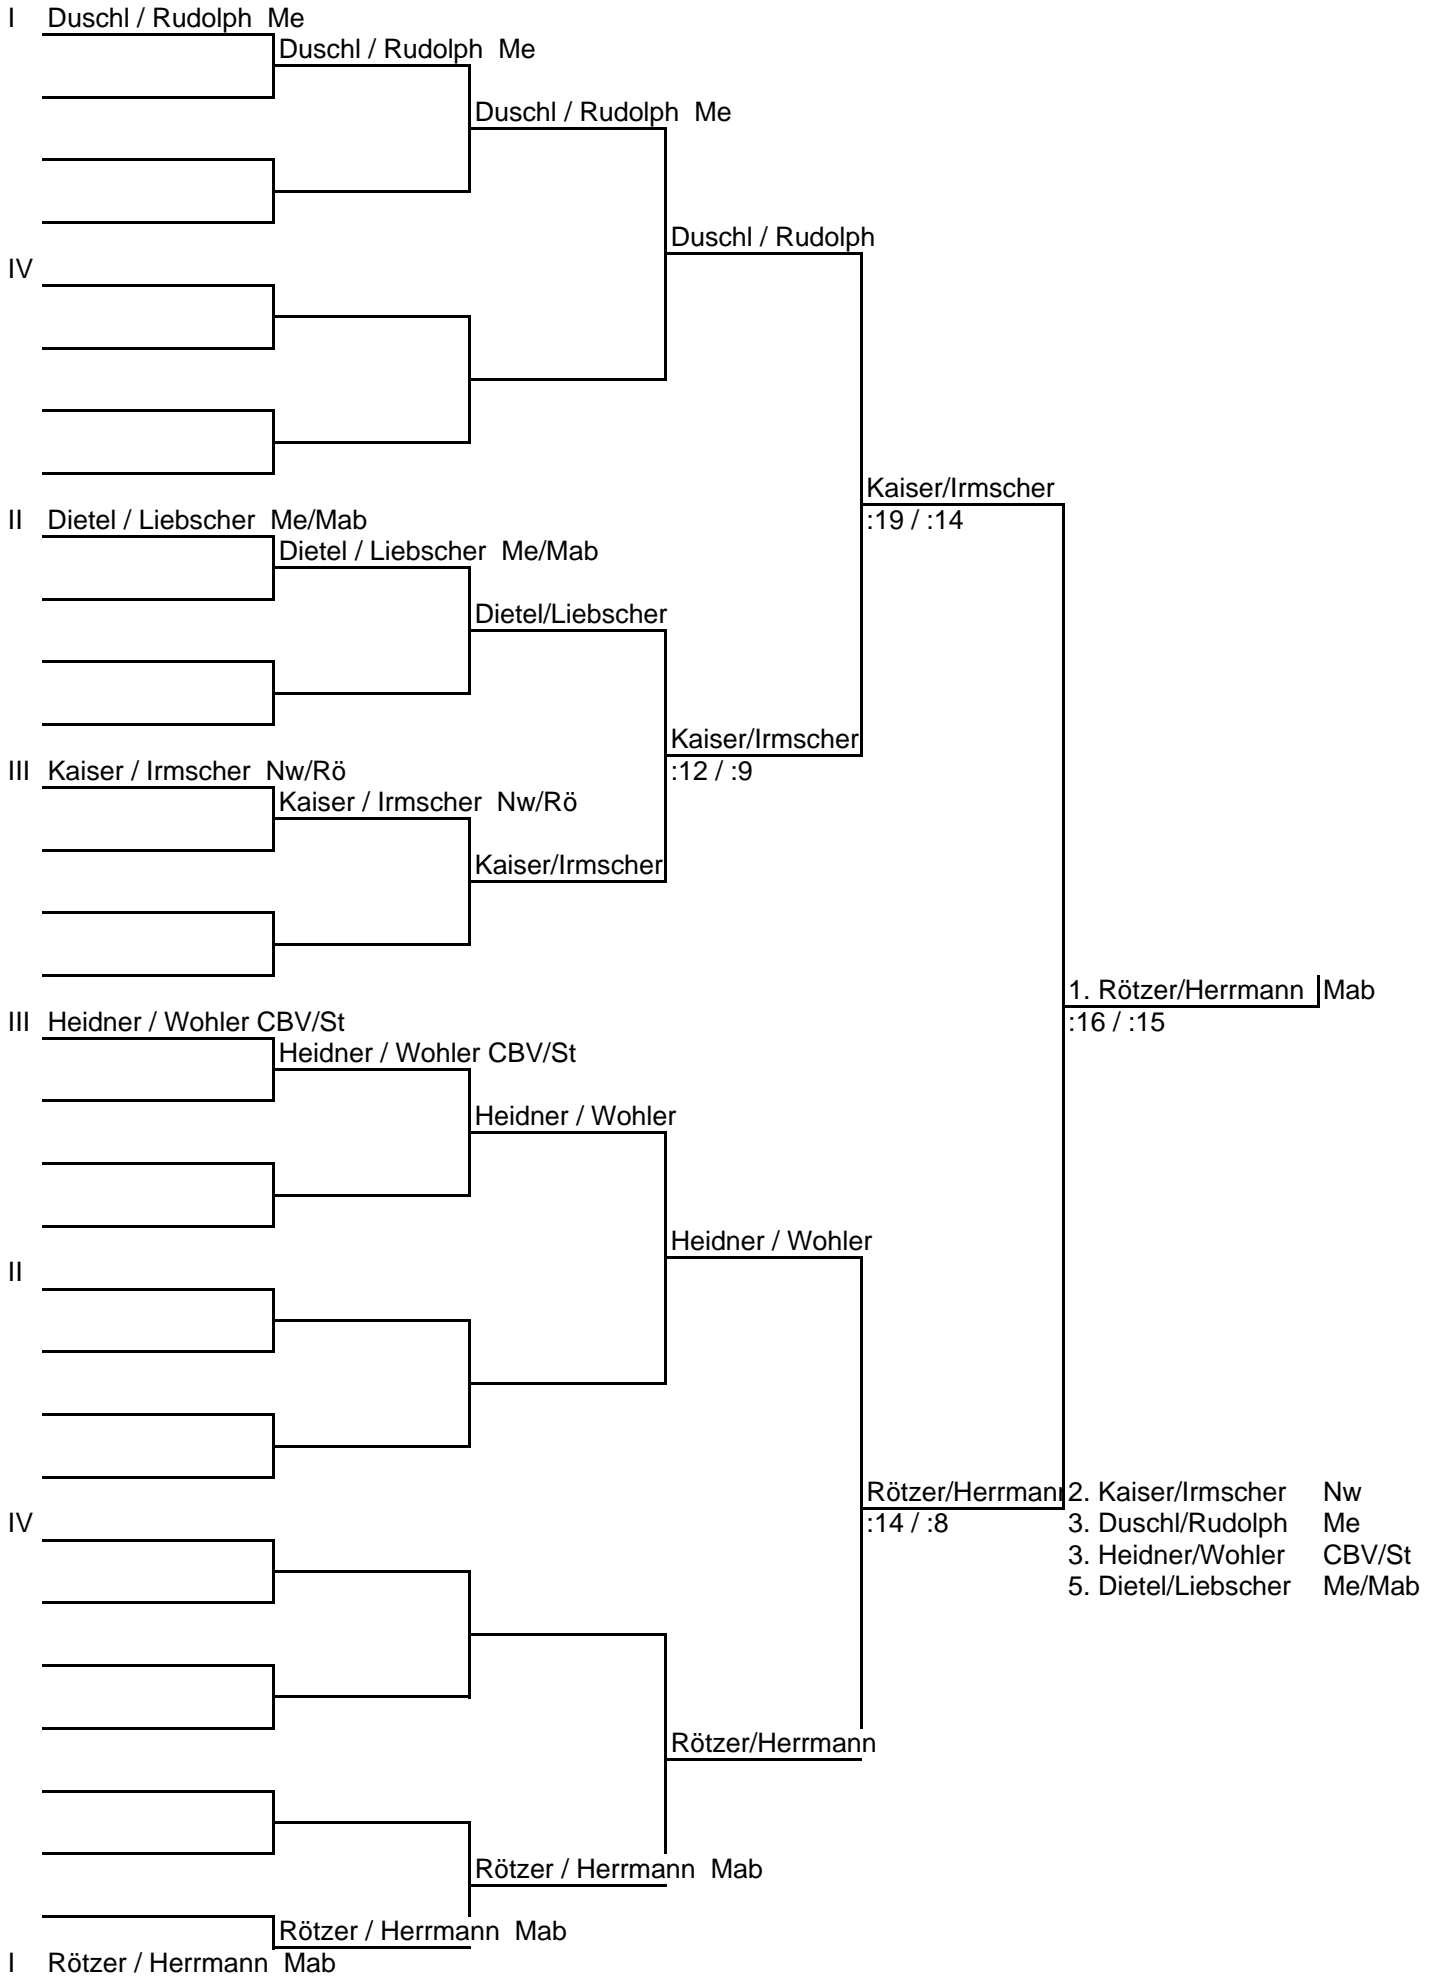 I Duschl / Rudolph Me
Duschl / Rudolph Me
Duschl / Rudolph Me
Duschl / Rudolph
IV
Kaiser/Irmscher
:19 / :14
II Dietel / Liebscher Me/Mab
Dietel / Liebscher Me/Mab
Dietel/Liebscher
Kaiser/Irmscher
:12 / :9
III Kaiser / Irmscher Nw/Rö
Kaiser / Irmscher Nw/Rö
Kaiser/Irmscher
1. Rötzer/Herrmann Mab
:16 / :15
III Heidner / Wohler CBV/St
Heidner / Wohler CBV/St
Heidner / Wohler
Heidner / Wohler
II
Rötzer/Herrmann
:14 / :8
2. Kaiser/Irmscher Nw
3. Duschl/Rudolph Me
3. Heidner/Wohler CBV/St
5. Dietel/Liebscher Me/Mab
IV
Rötzer/Herrmann
Rötzer / Herrmann Mab
Rötzer / Herrmann Mab
I Rötzer / Herrmann Mab